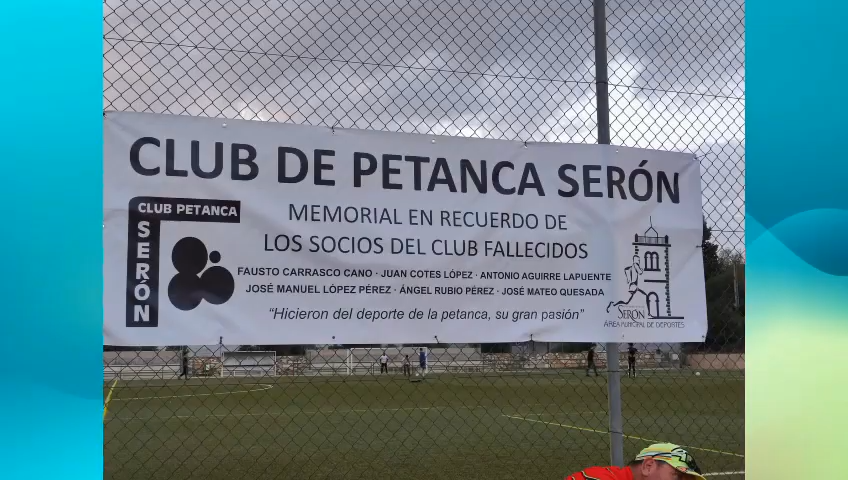 CLUB DE PETANCA SERÓN
CLUB PETANCA
SERÓN
MEMORIAL EN RECUERDO DE
LOS SOCIOS DEL CLUB FALLECIDOS
FAUSTO CARRASCO CANO · JUAN COTES LÓPEZ · ANTONIO AGUIRRE LAPUENTE
JOSÉ MANUEL LÓPEZ PÉREZ · ÁNGEL RUBIO PÉREZ · JOSÉ MATEO QUESADA
“Hicieron del deporte de la petanca, su gran pasión”
SERÓN
ÁREA MUNICIPAL DE DEPORTES